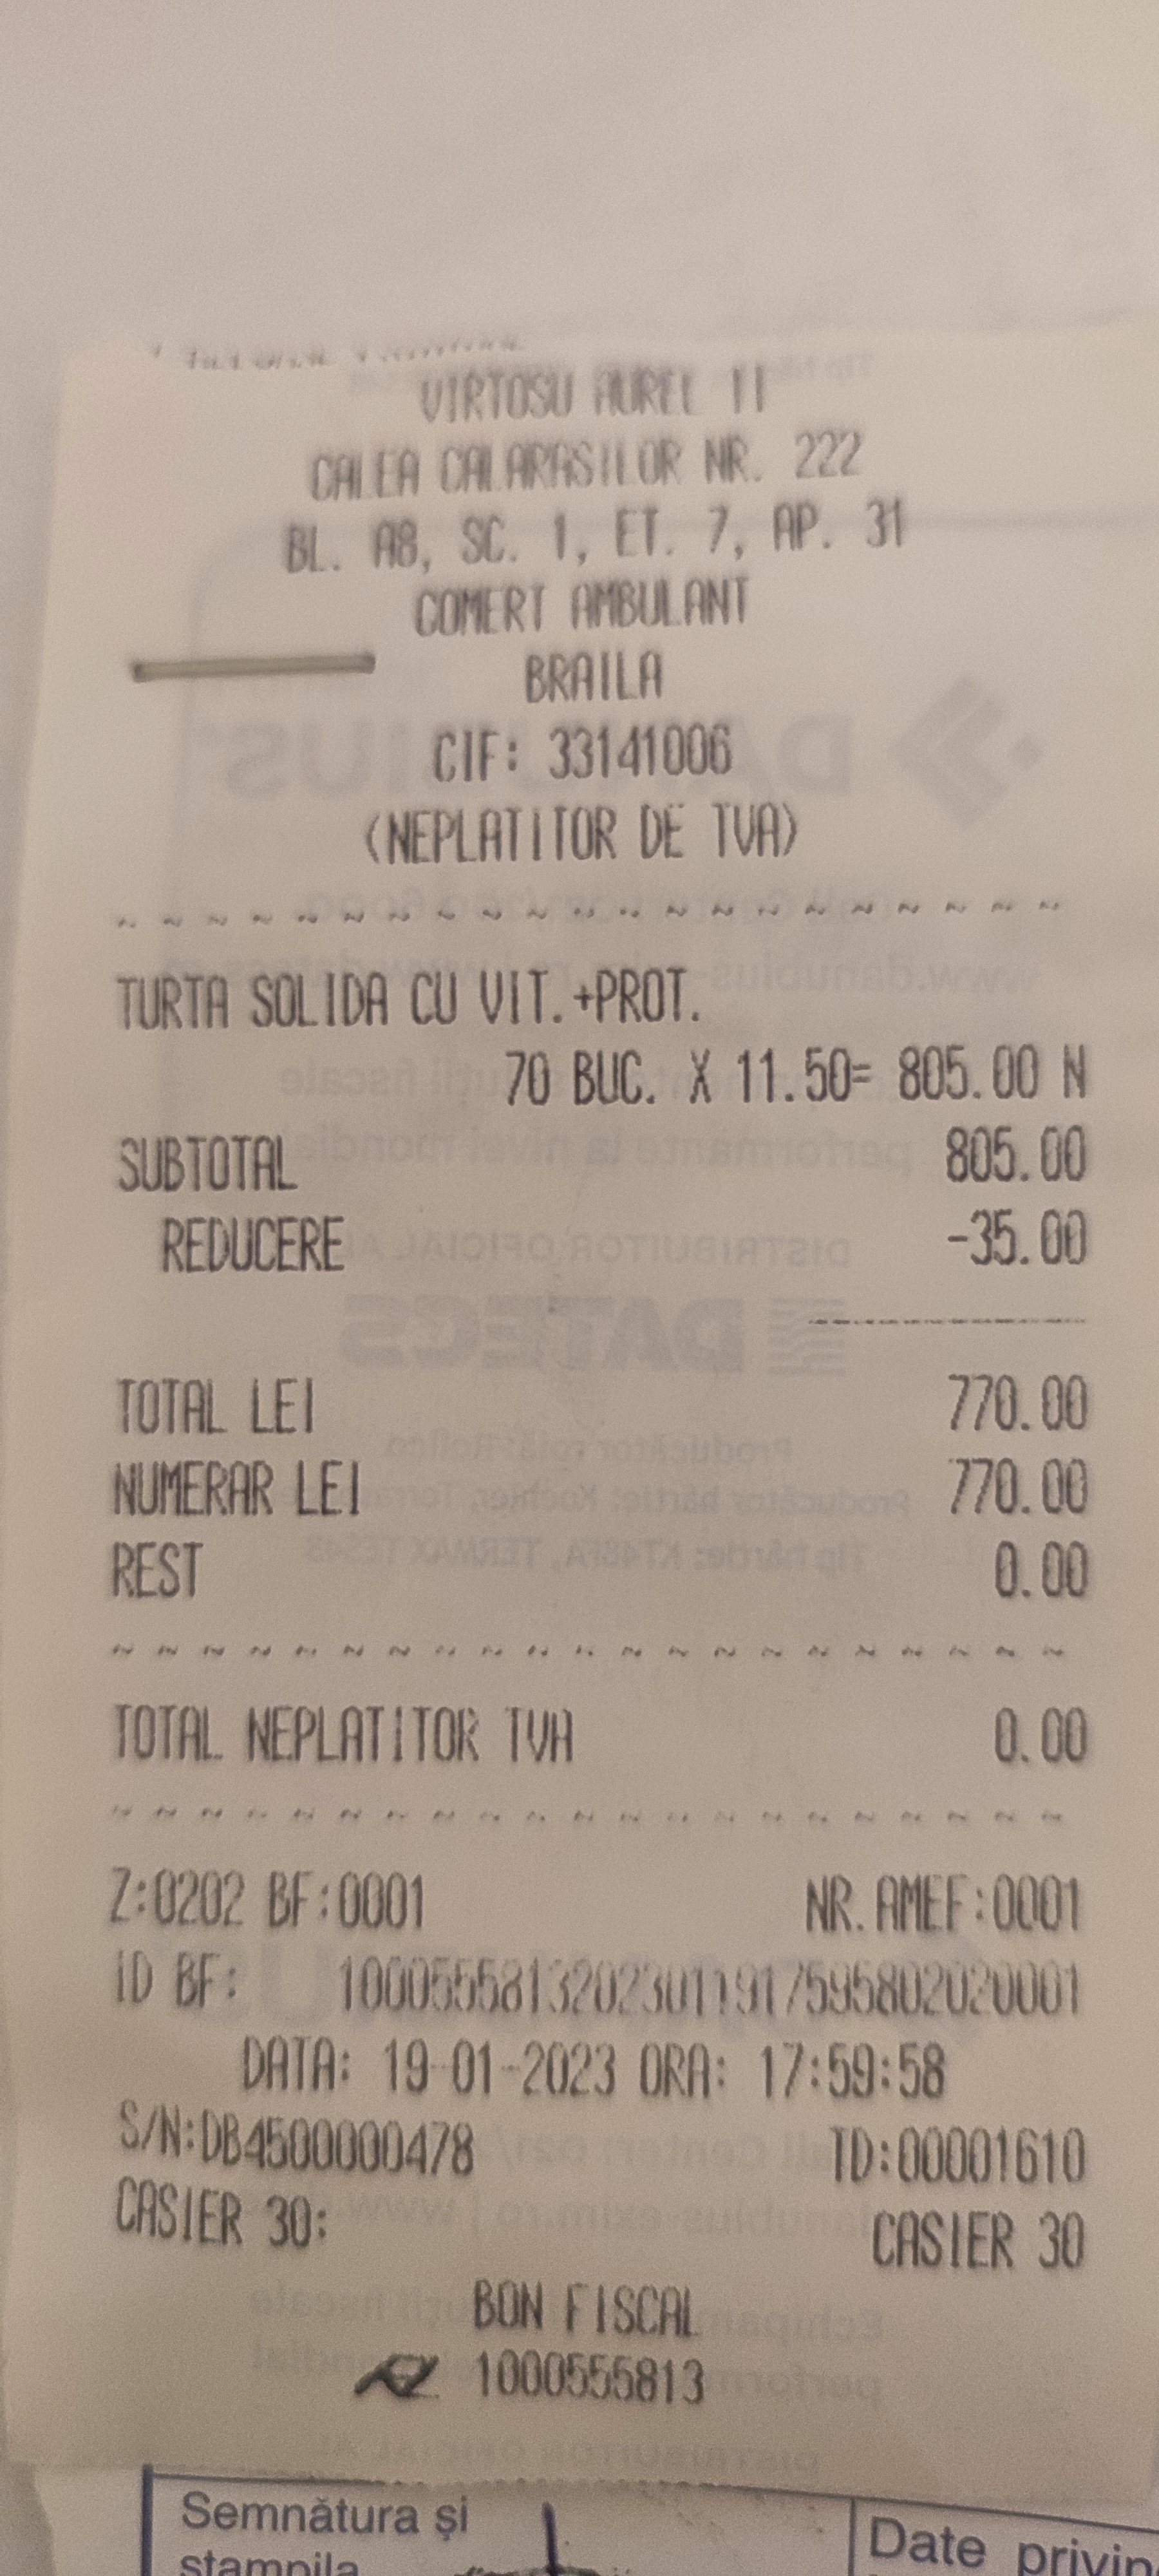 VIRTOSU AUREL II
CALEA CALARASILOR NR. 222
BL. A8, SC. 1, ET. 7, AP. 31
COMERT AMBULANT
BRAILA
CIF: 33141006
(NEPLATITOR DE TVA)
TURTA SOLIDA CU VIT.+PROT.
70 BUC. X 11.50= 805.00 N
SUBTOTAL 805.00
REDUCERE -35.00
TOTAL LEI 770.00
NUMERAR LEI 770.00
REST 0.00
TOTAL NEPLATITOR TVA 0.00
Z:0202 BF:0001 NR.AMEF:0001
ID BF: 10005558132023011917595802020001
DATA: 19-01-2023 ORA: 17:59:58
S/N:DB4500000478 TD:00001610
CASIER 30: CASIER 30
BON FISCAL
1000555813
Semnătura și
ștampila
Date privin